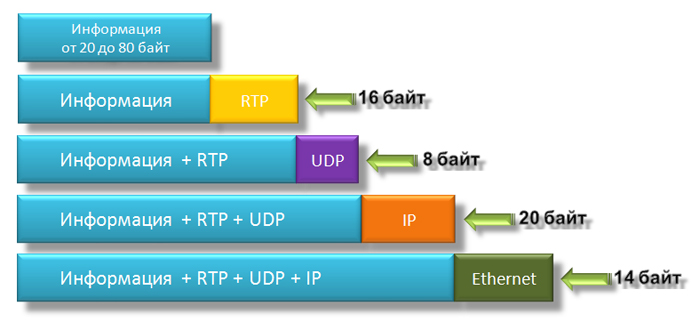 Информация
от 20 до 80 байт
Информация RTP 16 байт
Информация + RTP UDP 8 байт
Информация + RTP + UDP IP 20 байт
Информация + RTP + UDP + IP Ethernet 14 байт